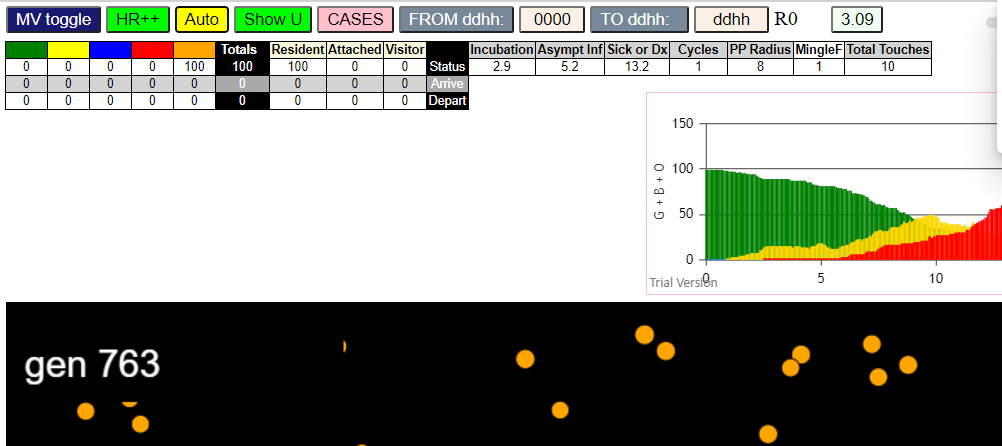 MV toggle HR++ Auto Show U CASES FROM ddhh: 0000 TO ddhh: ddhh R0 3.09
Totals Resident Attached Visitor Incubation Asympt Inf Sick or Dx Cycles PP Radius MingleF Total Touches
0 0 0 0 100 100 100 0 0 Status 2.9 5.2 13.2 1 8 1 10
0 0 0 0 0 0 0 0 0 Arrive
0 0 0 0 0 0 0 0 0 Depart
150
100
50
0
G + B + O
0 5 10
Trial Version
gen 763